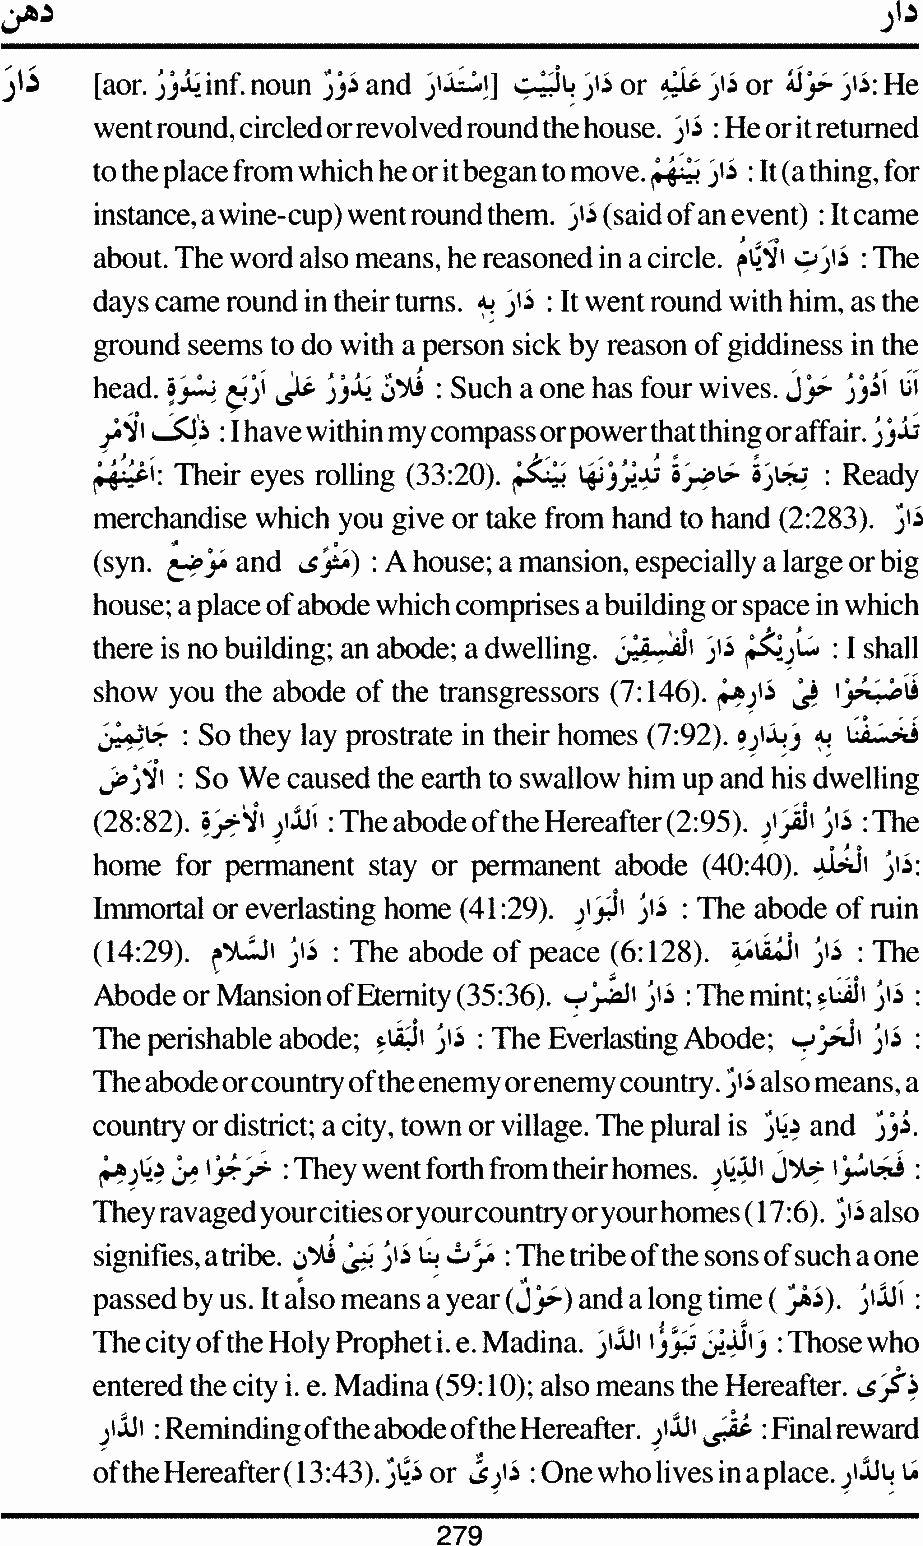 دهن دار
دَارَ [aor. يَدُوْرُ inf. noun دَوْرٌ and اِسْتَدَارَ] دَارَ بِالْبَيْتِ or دَارَ عَلَيْهِ or دَارَ حَوْلَهُ: He
went round, circled or revolved round the house. دَارَ : He or it returned
to the place from which he or it began to move. دَارَ بَيْنَهُمْ : It (a thing, for
instance, a wine-cup) went round them. دَارَ (said of an event) : It came
about. The word also means, he reasoned in a circle. دَارَتِ الْاَيَّامُ : The
days came round in their turns. دَارَ بِهٖ : It went round with him, as the
ground seems to do with a person sick by reason of giddiness in the
head. فُلَانٌ يَدُوْرُ عَلٰى اَرْبَعِ نِسْوَةٍ : Such a one has four wives. اَنَا اَدُوْرُ حَوْلَ
ذٰلِكَ الْاَمْرِ : I have within my compass or power that thing or affair. تَدُوْرُ
اَعْيُنُهُمْ: Their eyes rolling (33:20). تِجَارَةً حَاضِرَةً تُدِيْرُوْنَهَا بَيْنَكُمْ : Ready
merchandise which you give or take from hand to hand (2:283). دَارٌ
(syn. مَوْضِعٌ and مَثْوًى) : A house; a mansion, especially a large or big
house; a place of abode which comprises a building or space in which
there is no building; an abode; a dwelling. سَاُرِيْكُمْ دَارَ الْفٰسِقِيْنَ : I shall
show you the abode of the transgressors (7:146). فَاَصْبَحُوْا فِىْ دَارِهِمْ
جَاثِمِيْنَ : So they lay prostrate in their homes (7:92). فَخَسَفْنَا بِهٖ وَبِدَارِهِ
الْاَرْضَ : So We caused the earth to swallow him up and his dwelling
(28:82). اَلدَّارِ الْاٰخِرَةِ : The abode of the Hereafter (2:95). دَارُ الْقَرَارِ : The
home for permanent stay or permanent abode (40:40). دَارُ الْخُلْدِ:
Immortal or everlasting home (41:29). دَارُ الْبَوَارِ : The abode of ruin
(14:29). دَارُ السَّلَامِ : The abode of peace (6:128). دَارُ الْمُقَامَةِ : The
Abode or Mansion of Eternity (35:36). دَارُ الضَّرْبِ : The mint; دَارُ الْفَنَاءِ :
The perishable abode; دَارُ الْبَقَاءِ : The Everlasting Abode; دَارُ الْحَرْبِ :
The abode or country of the enemy or enemy country. دَارٌ also means, a
country or district; a city, town or village. The plural is دِيَارٌ and دُوْرٌ.
خَرَجُوْا مِنْ دِيَارِهِمْ : They went forth from their homes. فَجَاسُوْا خِلَالَ الدِّيَارِ :
They ravaged your cities or your country or your homes (17:6). دَارٌ also
signifies, a tribe. مَرَّتْ بِنَا دَارُ بَنِىْ فُلَانٍ : The tribe of the sons of such a one
passed by us. It also means a year (حَوْلٌ) and a long time ( دَهْرٌ). اَلدَّارُ :
The city of the Holy Prophet i. e. Madina. وَالَّذِيْنَ تَبَوَّؤُا الدَّارَ : Those who
entered the city i. e. Madina (59:10); also means the Hereafter. ذِكْرَى
الدَّارِ : Reminding of the abode of the Hereafter. عُقْبَى الدَّارِ : Final reward
of the Hereafter (13:43). دَيَّارٌ or دَارِىٌّ : One who lives in a place. مَا بِالدَّارِ
279